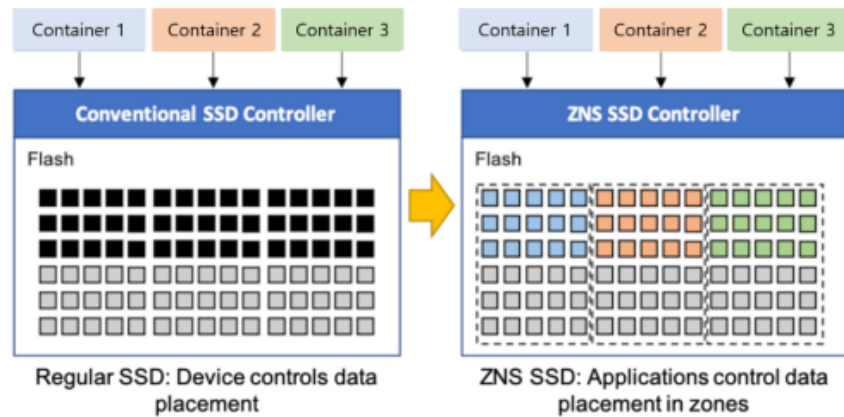 Container 1
Container 2
Container 3
Conventional SSD Controller
Flash
Regular SSD: Device controls data
placement
Container 1
Container 2
Container 3
ZNS SSD Controller
Flash
ZNS SSD: Applications control data
placement in zones